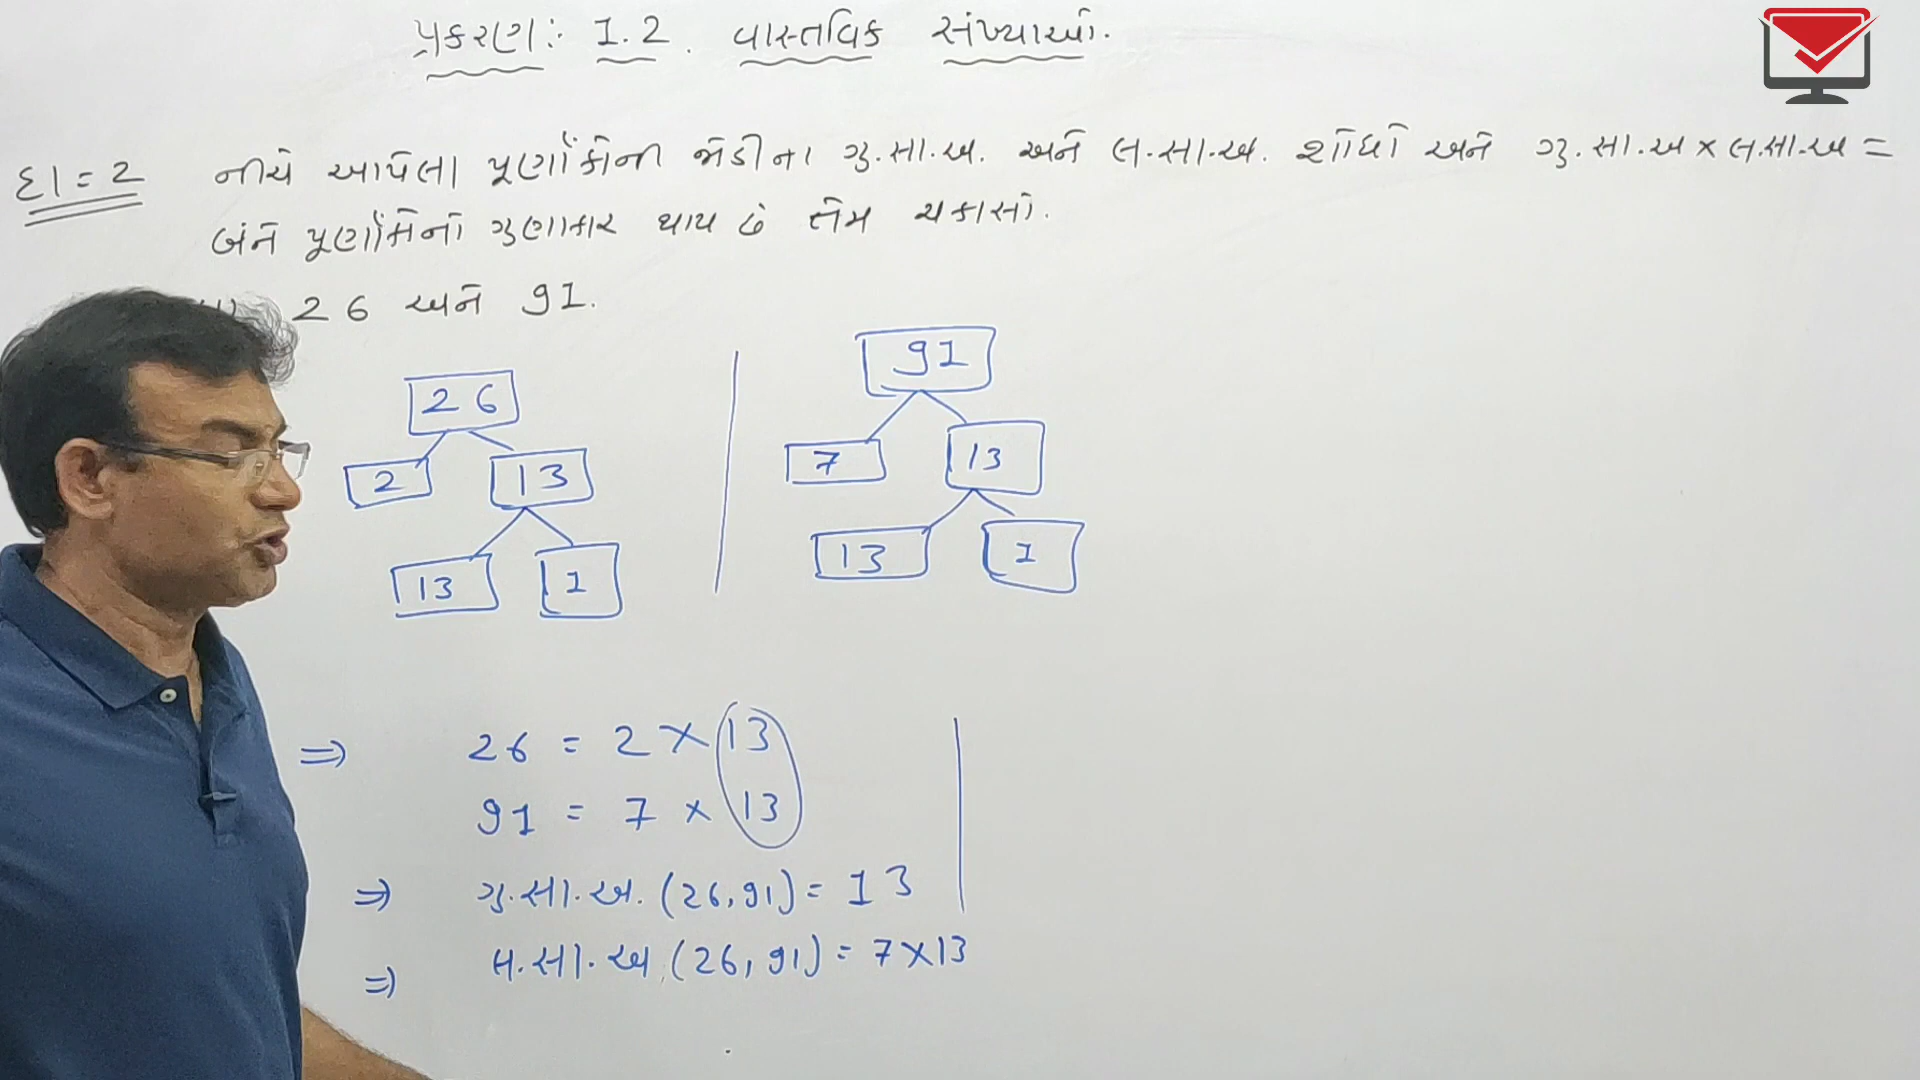 પ્રકરણ:- 1.2. વાસ્તવિક સંખ્યાઓ.
દા=2 નીચે આપેલા પૂર્ણાંકોની જોડીના ગુ.સા.અ. અને લ.સા.અ. શોધો અને ગુ.સા.અ × લ.સા.અ =
બંને પૂર્ણાંકોનો ગુણાકાર થાય છે તેમ ચકાસો.
26 અને 91.
26
2 13
13 1
91
7 13
13 1
⇒ 26 = 2 × 13
91 = 7 × 13
⇒ ગુ.સા.અ. (26,91) = 13
⇒ લ.સા.અ. (26, 91) = 7×13